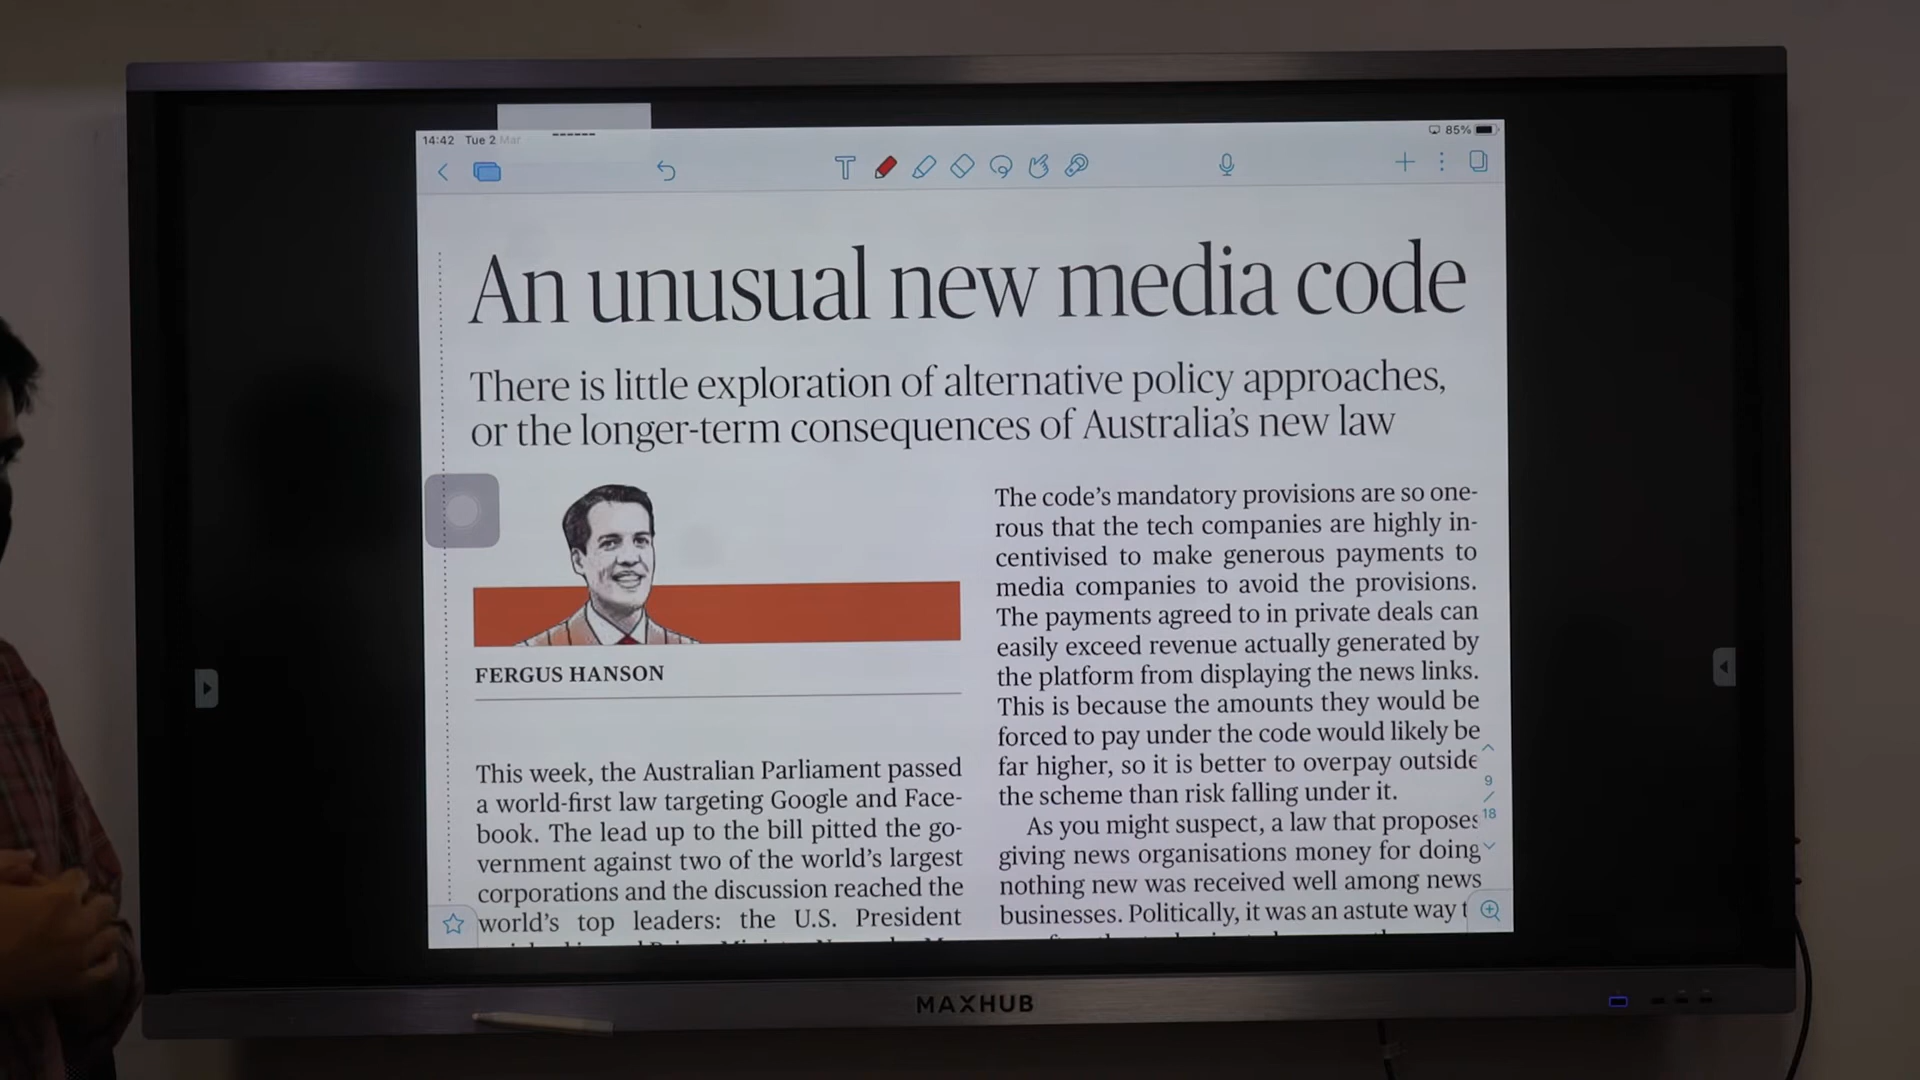 14:42 Tue 2 Mar
85%
An unusual new media code
There is little exploration of alternative policy approaches,
or the longer-term consequences of Australia's new law
FERGUS HANSON
This week, the Australian Parliament passed
a world-first law targeting Google and Face-
book. The lead up to the bill pitted the go-
vernment against two of the world's largest
corporations and the discussion reached the
world's top leaders: the U.S. President
The code's mandatory provisions are so one-
rous that the tech companies are highly in-
centivised to make generous payments to
media companies to avoid the provisions.
The payments agreed to in private deals can
easily exceed revenue actually generated by
the platform from displaying the news links.
This is because the amounts they would be
forced to pay under the code would likely be
far higher, so it is better to overpay outside
the scheme than risk falling under it.
As you might suspect, a law that proposes
giving news organisations money for doing
nothing new was received well among news
businesses. Politically, it was an astute way
9
/
18
MAXHUB